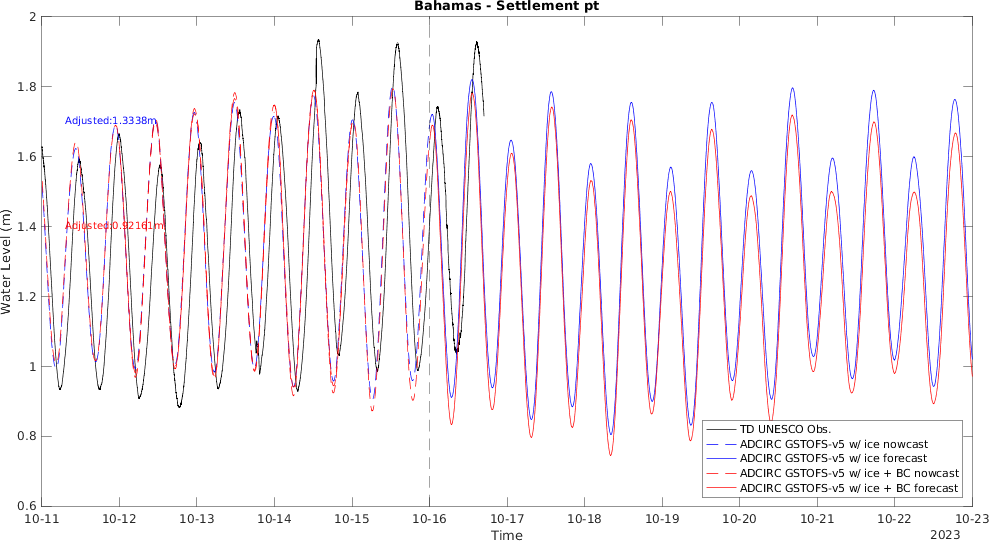 Bahamas - Settlement pt
2
1.8
1.6
1.4
1.2
1
0.8
0.6
Water Level (m)
Adjusted:1.3338m
Adjusted:0.92161m
TD UNESCO Obs.
ADCIRC GSTOFS-v5 w/ ice nowcast
ADCIRC GSTOFS-v5 w/ ice forecast
ADCIRC GSTOFS-v5 w/ ice + BC nowcast
ADCIRC GSTOFS-v5 w/ ice + BC forecast
10-11 10-12 10-13 10-14 10-15 10-16 10-17 10-18 10-19 10-20 10-21 10-22 10-23
Time
2023